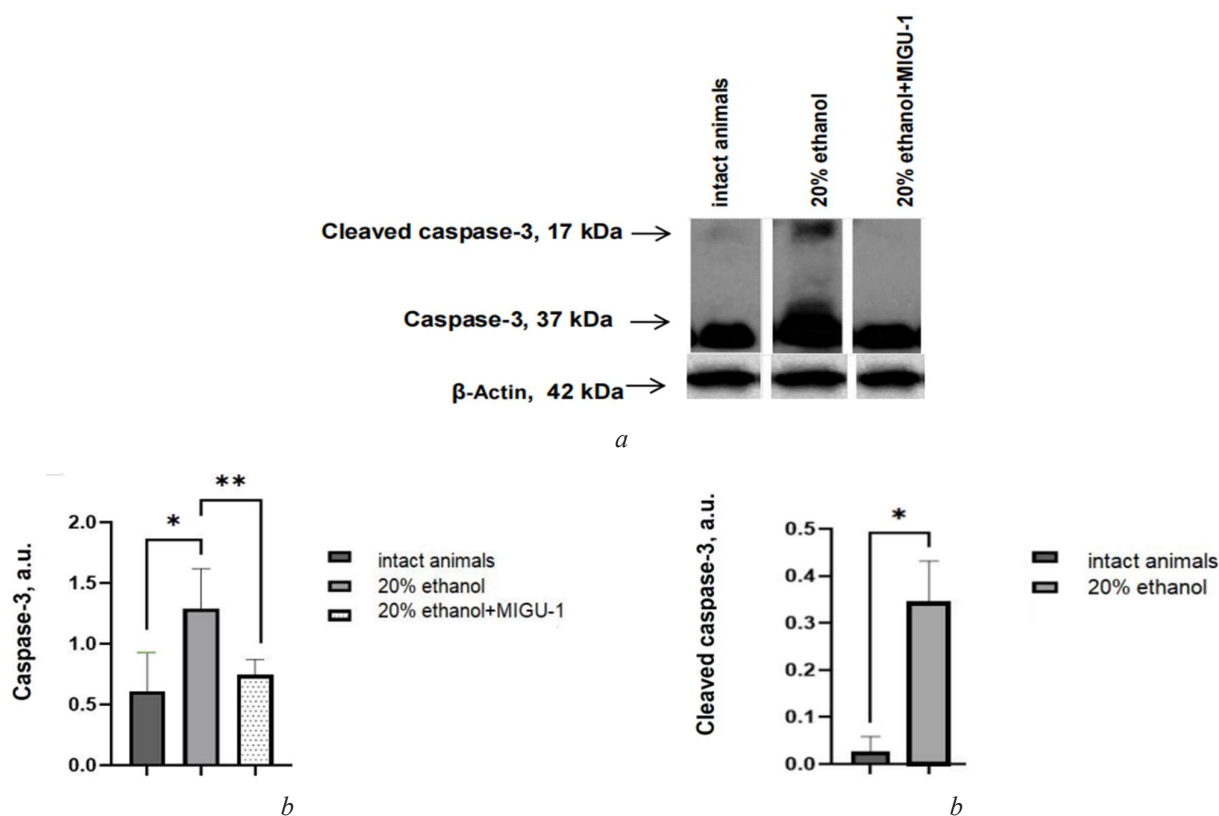 intact animals
20% ethanol
20% ethanol+MIGU-1
Cleaved caspase-3, 17 kDa
Caspase-3, 37 kDa
β-Actin, 42 kDa
a
Caspase-3, a.u.
2.0
1.5
1.0
0.5
0.0
*
**
intact animals
20% ethanol
20% ethanol+MIGU-1
b
Cleaved caspase-3, a.u.
0.5
0.4
0.3
0.2
0.1
0.0
*
intact animals
20% ethanol
b